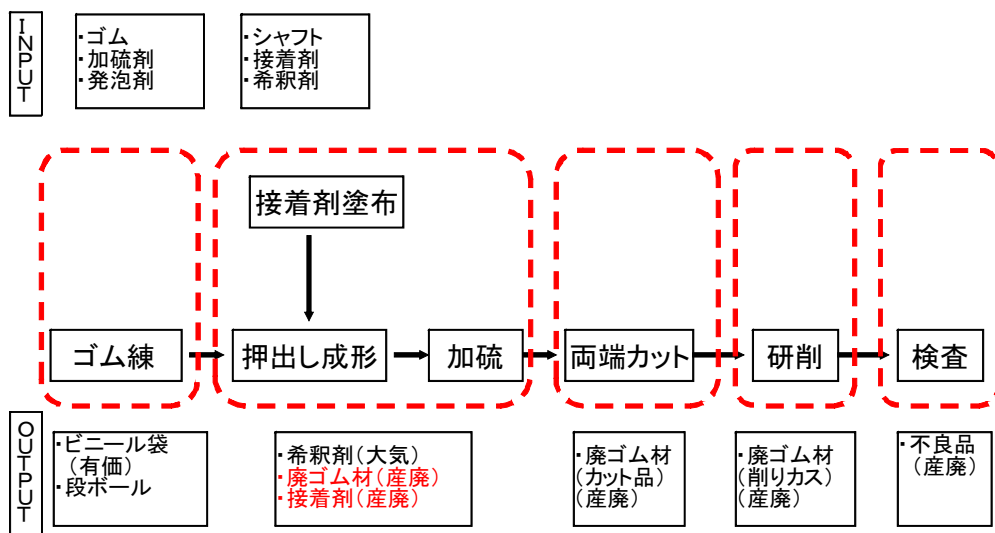 INPUT
・ゴム
・加硫剤
・発泡剤
・シャフト
・接着剤
・希釈剤
接着剤塗布
ゴム練
押出し成形
加硫
両端カット
研削
検査
OUTPUT
・ビニール袋
（有価）
・段ボール
・希釈剤（大気）
・廃ゴム材（産廃）
・接着剤（産廃）
・廃ゴム材
（カット品）
（産廃）
・廃ゴム材
（削りカス）
（産廃）
・不良品
（産廃）